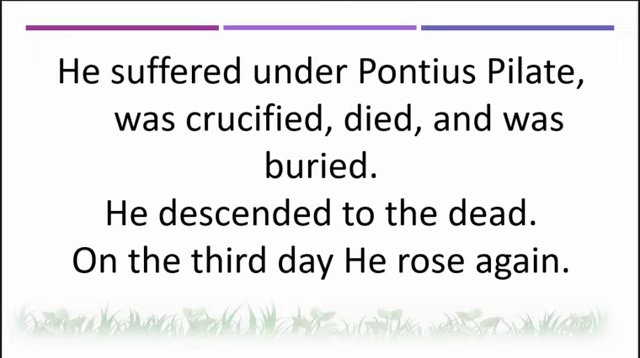 He suffered under Pontius Pilate,
was crucified, died, and was
buried.
He descended to the dead.
On the third day He rose again.